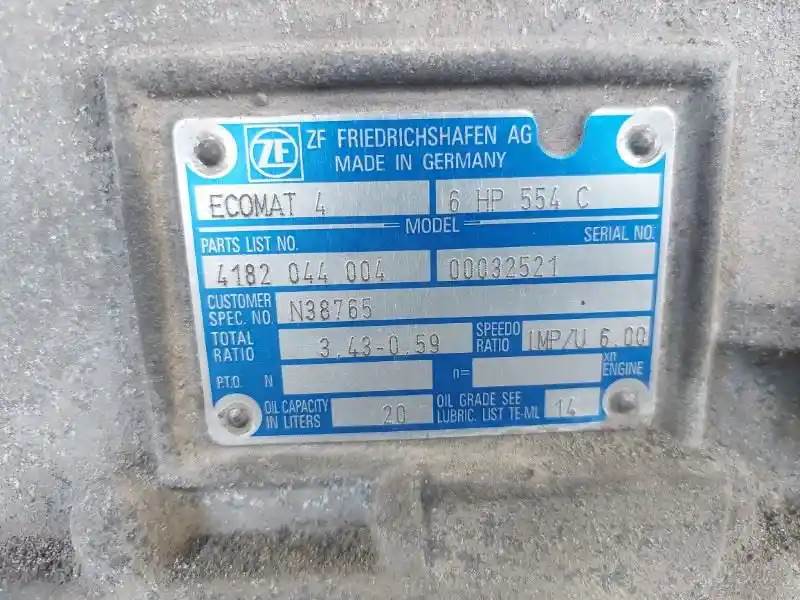 ZF
ZF FRIEDRICHSHAFEN AG
MADE IN GERMANY
ECOMAT 4 6 HP 554 C
MODEL
PARTS LIST NO. SERIAL NO.
4182 044 004 00032521
CUSTOMER
SPEC. NO. N38765
TOTAL
RATIO 3,43-0.59 SPEEDO
RATIO IMP/U 6.00
P.T.O. N n= xn
ENGINE
OIL CAPACITY
IN LITERS 20 OIL GRADE SEE
LUBRIC. LIST TE-ML 14